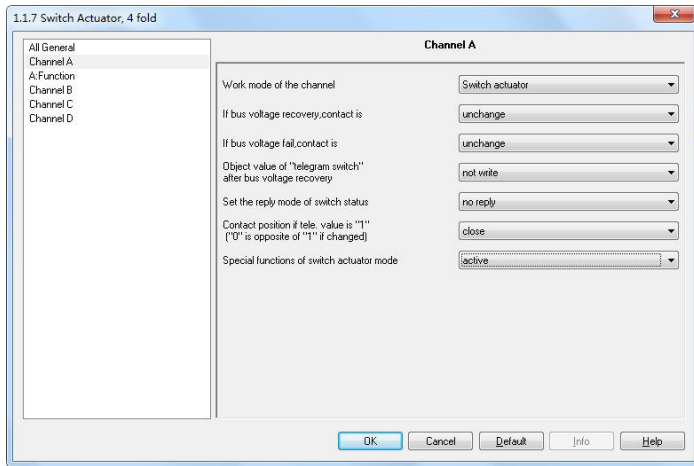 1.1.7 Switch Actuator, 4 fold
All General
Channel A
A:Function
Channel B
Channel C
Channel D
Channel A
Work mode of the channel
Switch actuator
If bus voltage recovery,contact is
unchange
If bus voltage fail,contact is
unchange
Object value of "telegram switch"
after bus voltage recovery
not write
Set the reply mode of switch status
no reply
Contact position if tele. value is "1"
("0" is opposite of "1" if changed)
close
Special functions of switch actuator mode
active
OK
Cancel
Default
Info
Help